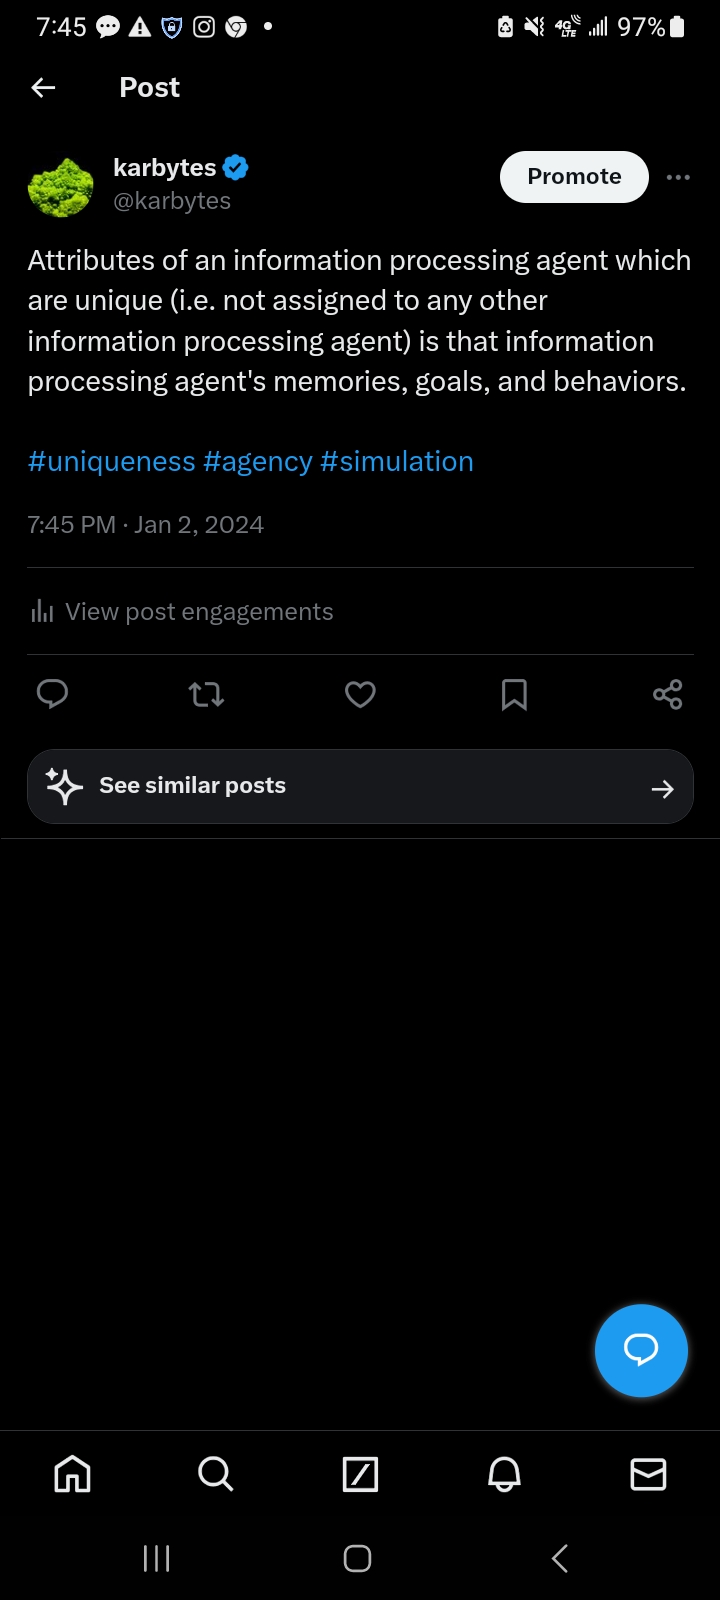 7:45
4G LTE 97%
Post
karbytes
@karbytes
Promote
Attributes of an information processing agent which
are unique (i.e. not assigned to any other
information processing agent) is that information
processing agent's memories, goals, and behaviors.
#uniqueness #agency #simulation
7:45 PM · Jan 2, 2024
View post engagements
See similar posts